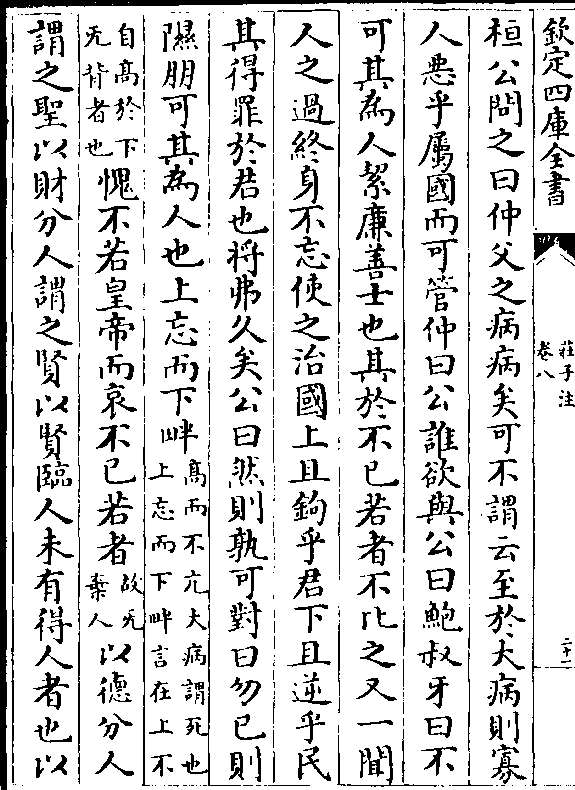 欽定四庫全書
莊子注
卷八
二十一
桓公問之曰仲父之病病矣可不謂云至於大病則寡
人惡乎屬國而可管仲曰公誰欲與公曰鮑叔牙曰不
可其為人絜廉善士也其於不已若者不比之又一聞
人之過終身不忘使之治國上且鉤乎君下且逆乎民
其得罪於君也將弗久矣公曰然則孰可對曰勿已則
隰朋可其為人也上忘而下畔高而不亢大病謂死也上忘而下畔言在上不
自高於下无背者也愧不若皇帝而哀不已若者故无棄人以德分人
謂之聖以財分人謂之賢以賢臨人未有得人者也以